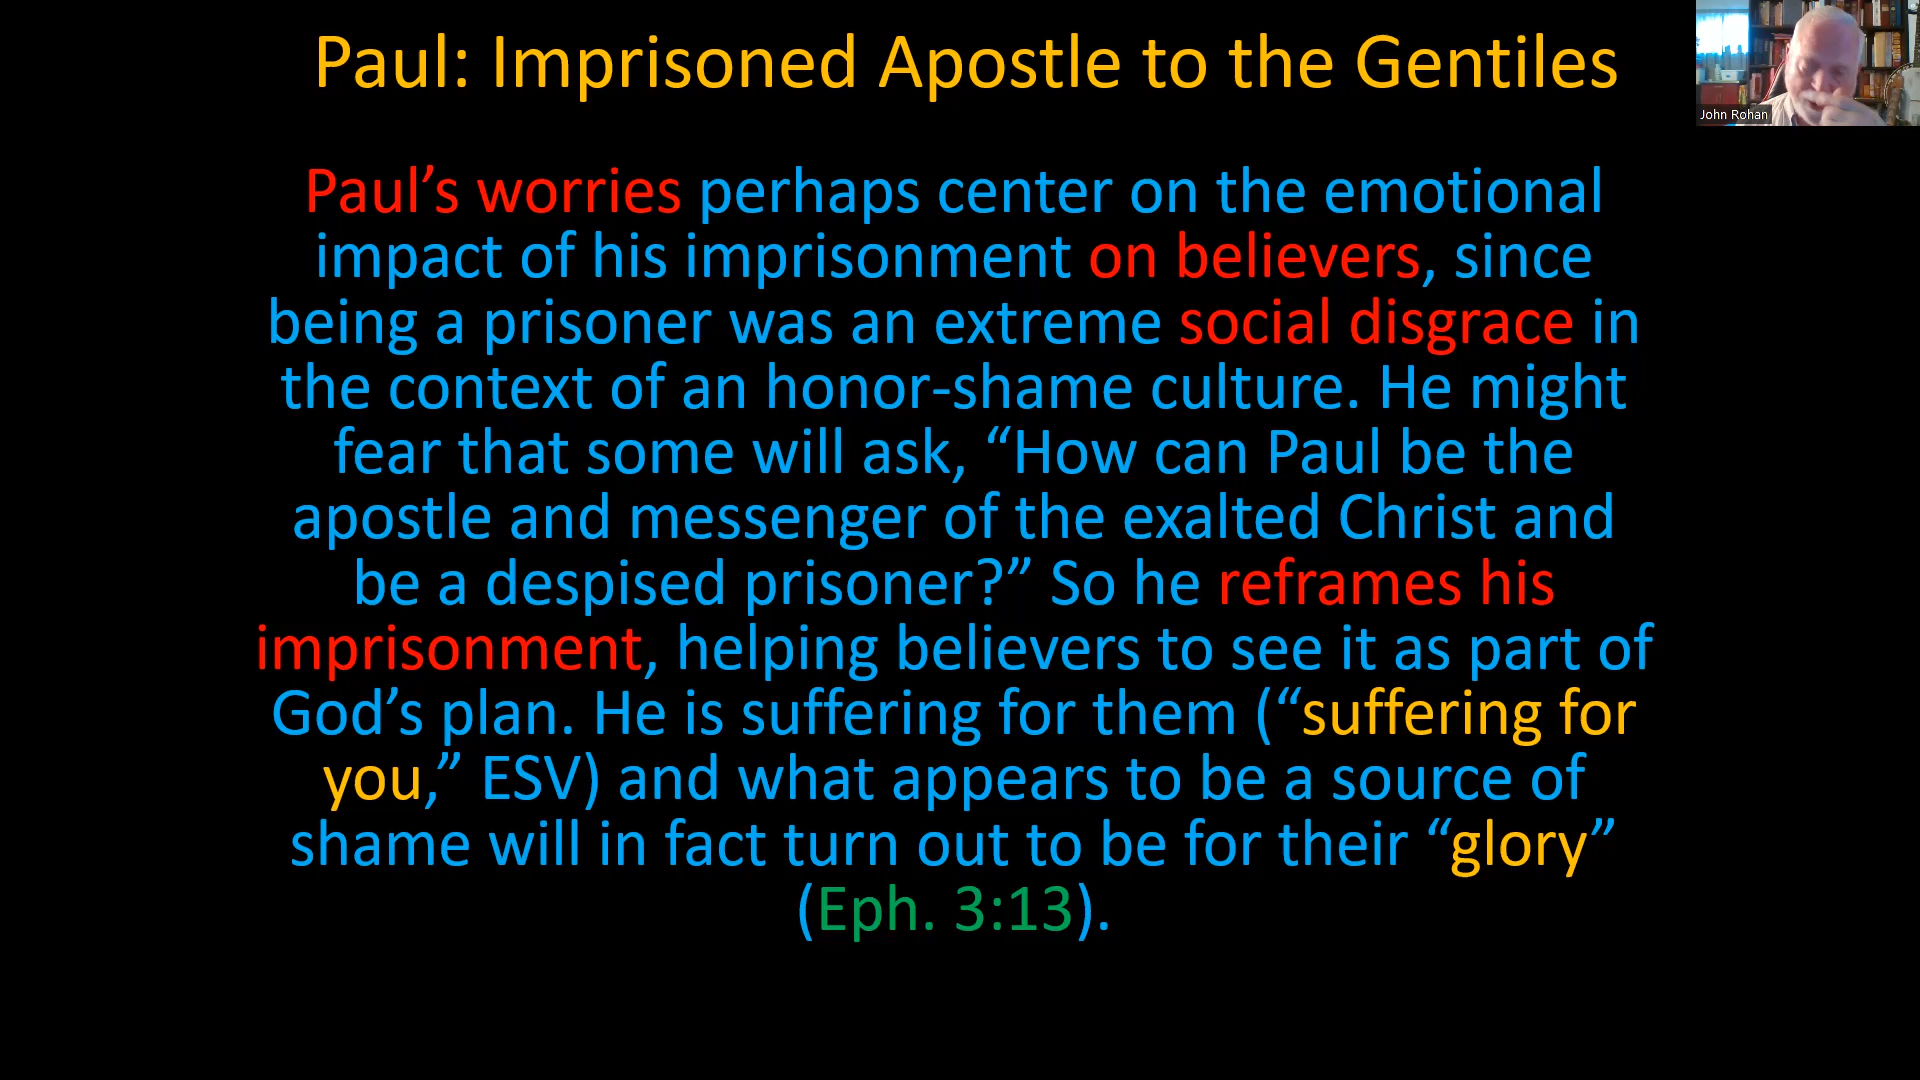 Paul: Imprisoned Apostle to the Gentiles
John Rohan
Paul’s worries perhaps center on the emotional
impact of his imprisonment on believers, since
being a prisoner was an extreme social disgrace in
the context of an honor-shame culture. He might
fear that some will ask, “How can Paul be the
apostle and messenger of the exalted Christ and
be a despised prisoner?” So he reframes his
imprisonment, helping believers to see it as part of
God’s plan. He is suffering for them (“suffering for
you,” ESV) and what appears to be a source of
shame will in fact turn out to be for their “glory”
(Eph. 3:13).